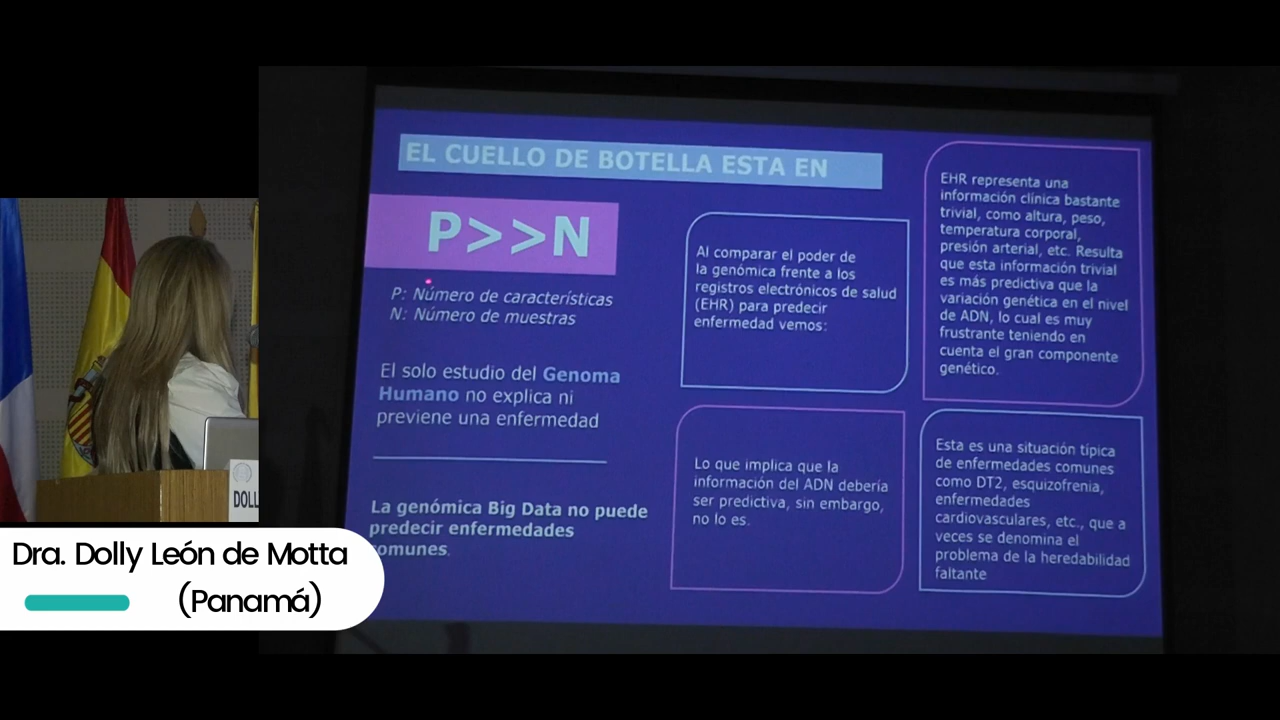 EL CUELLO DE BOTELLA ESTA EN
P>>N
P: Número de características
N: Número de muestras
El solo estudio del Genoma
Humano no explica ni
previene una enfermedad
La genómica Big Data no puede
predecir enfermedades
comunes.
Al comparar el poder de
la genómica frente a los
registros electrónicos de salud
(EHR) para predecir
enfermedad vemos:
Lo que implica que la
información del ADN debería
ser predictiva, sin embargo,
no lo es.
EHR representa una
información clínica bastante
trivial, como altura, peso,
temperatura corporal,
presión arterial, etc. Resulta
que esta información trivial
es más predictiva que la
variación genética en el nivel
de ADN, lo cual es muy
frustrante teniendo en
cuenta el gran componente
genético.
Esta es una situación típica
de enfermedades comunes
como DT2, esquizofrenia,
enfermedades
cardiovasculares, etc., que a
veces se denomina el
problema de la heredabilidad
faltante
DOLL
Dra. Dolly León de Motta
(Panamá)